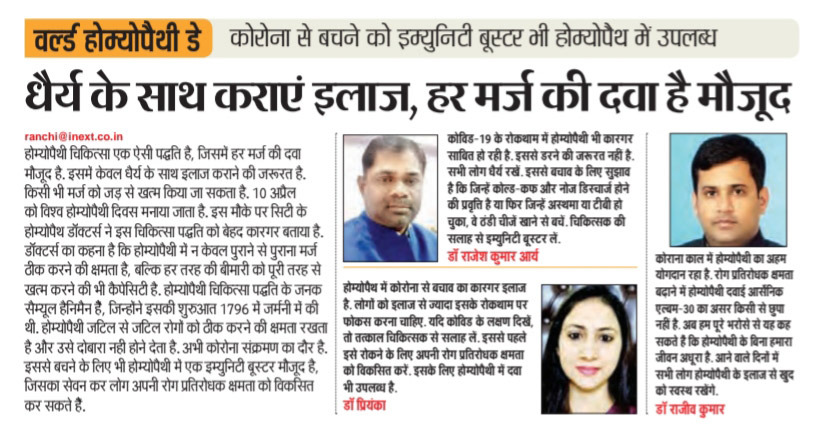 वर्ल्ड होम्योपैथी डे
कोरोना से बचने को इम्युनिटी बूस्टर भी होम्योपैथ में उपलब्ध
धैर्य के साथ कराएं इलाज, हर मर्ज की दवा है मौजूद
ranchi@inext.co.in
होम्योपैथी चिकित्सा एक ऐसी पद्धति है, जिसमें हर मर्ज की दवा
मौजूद है. इसमें केवल धैर्य के साथ इलाज कराने की जरूरत है.
किसी भी मर्ज को जड़ से खत्म किया जा सकता है. 10 अप्रैल
को विश्व होम्योपैथी दिवस मनाया जाता है. इस मौके पर सिटी के
होम्योपैथ डॉक्टर्स ने इस चिकित्सा पद्धति को बेहद कारगर बताया है.
डॉक्टर्स का कहना है कि होम्योपैथी में न केवल पुराने से पुराना मर्ज
ठीक करने की क्षमता है, बल्कि हर तरह की बीमारी को पूरी तरह से
खत्म करने की भी कैपेसिटी है. होम्योपैथी चिकित्सा पद्धति के जनक
सैम्यूल हैनिमैन हैं, जिन्होंने इसकी शुरुआत 1796 में जर्मनी में की
थी. होम्योपैथी जटिल से जटिल रोगों को ठीक करने की क्षमता रखता
है और उसे दोबारा नही होने देता है. अभी कोरोना संक्रमण का दौर है.
इससे बचने के लिए भी होम्योपैथी में एक इम्युनिटी बूस्टर मौजूद है,
जिसका सेवन कर लोग अपनी रोग प्रतिरोधक क्षमता को विकसित
कर सकते हैं.
कोविड-19 के रोकथाम में होम्योपैथी भी कारगर
साबित हो रही है. इससे डरने की जरूरत नहीं है.
सभी लोग धैर्य रखें. इससे बचाव के लिए सुझाव
है कि जिन्हें कोल्ड-कफ और नोज डिस्चार्ज होने
की प्रवृत्ति है या फिर जिन्हें अस्थमा या टीबी हो
चुका, वे ठंडी चीजें खाने से बचें. चिकित्सक की
सलाह से इम्युनिटी बूस्टर लें.
डॉ राजेश कुमार आर्य
होम्योपैथ में कोरोना से बचाव का कारगर इलाज
है. लोगों को इलाज से ज्यादा इसके रोकथाम पर
फोकस करना चाहिए. यदि कोविड के लक्षण दिखें,
तो तत्काल चिकित्सक से सलाह लें. इससे पहले
इसे रोकने के लिए अपनी रोग प्रतिरोधक क्षमता
को विकसित करें. इसके लिए होम्योपैथी में दवा
भी उपलब्ध है.
डॉ प्रियंका
कोराना काल में होम्योपैथी का अहम
योगदान रहा है. रोग प्रतिरोधक क्षमता
बढ़ाने में होम्योपैथी दवाई आर्सेनिक
एल्बम-30 का असर किसी से छुपा
नहीं है. अब हम पूरे भरोसे से यह कह
सकते हैं कि होम्योपैथी के बिना हमारा
जीवन अधूरा है. आने वाले दिनों में
सभी लोग होम्योपैथी के इलाज से खुद
को स्वस्थ रखेंगे.
डॉ राजीव कुमार